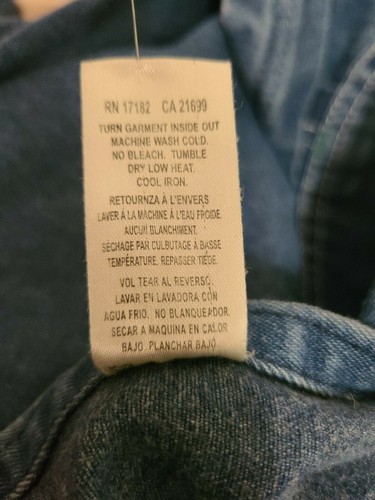 RN 17182 CA 21699
TURN GARMENT INSIDE OUT
MACHINE WASH COLD.
NO BLEACH. TUMBLE
DRY LOW HEAT.
COOL IRON.
RETOURNZA À L'ENVERS
LAVER À LA MACHINE À L'EAU FROIDE.
AUCUN BLANCHIMENT.
SÉCHAGE PAR CULBUTAGE À BASSE
TEMPÉRATURE. REPASSER TIÈDE.
VOL TEAR AL REVERSO.
LAVAR EN LAVADORA CON
AGUA FRIO. NO BLANQUEADOR.
SECAR A MAQUINA EN CALOR
BAJO. PLANCHAR BAJO